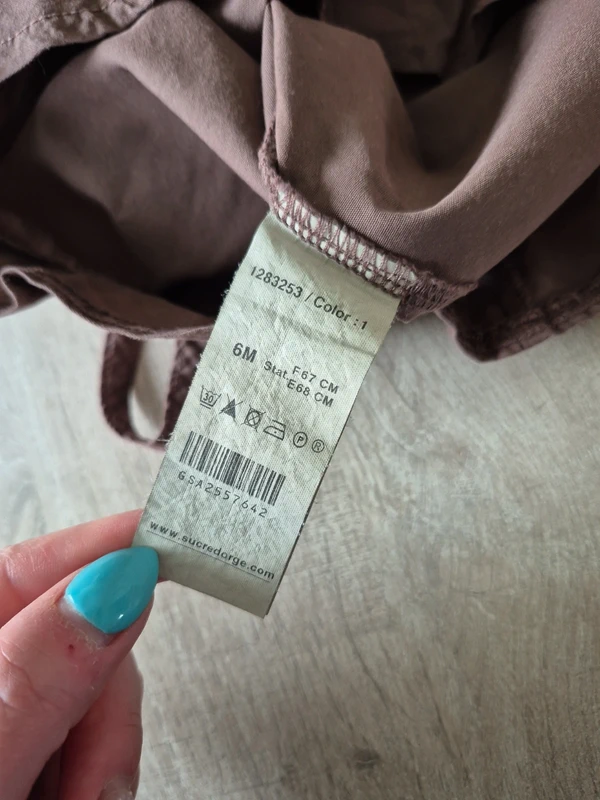 1283253 / Color : 1
6M Stat. F67 CM
E68 CM
30 P R
GSA2557642
www.sucredorge.com